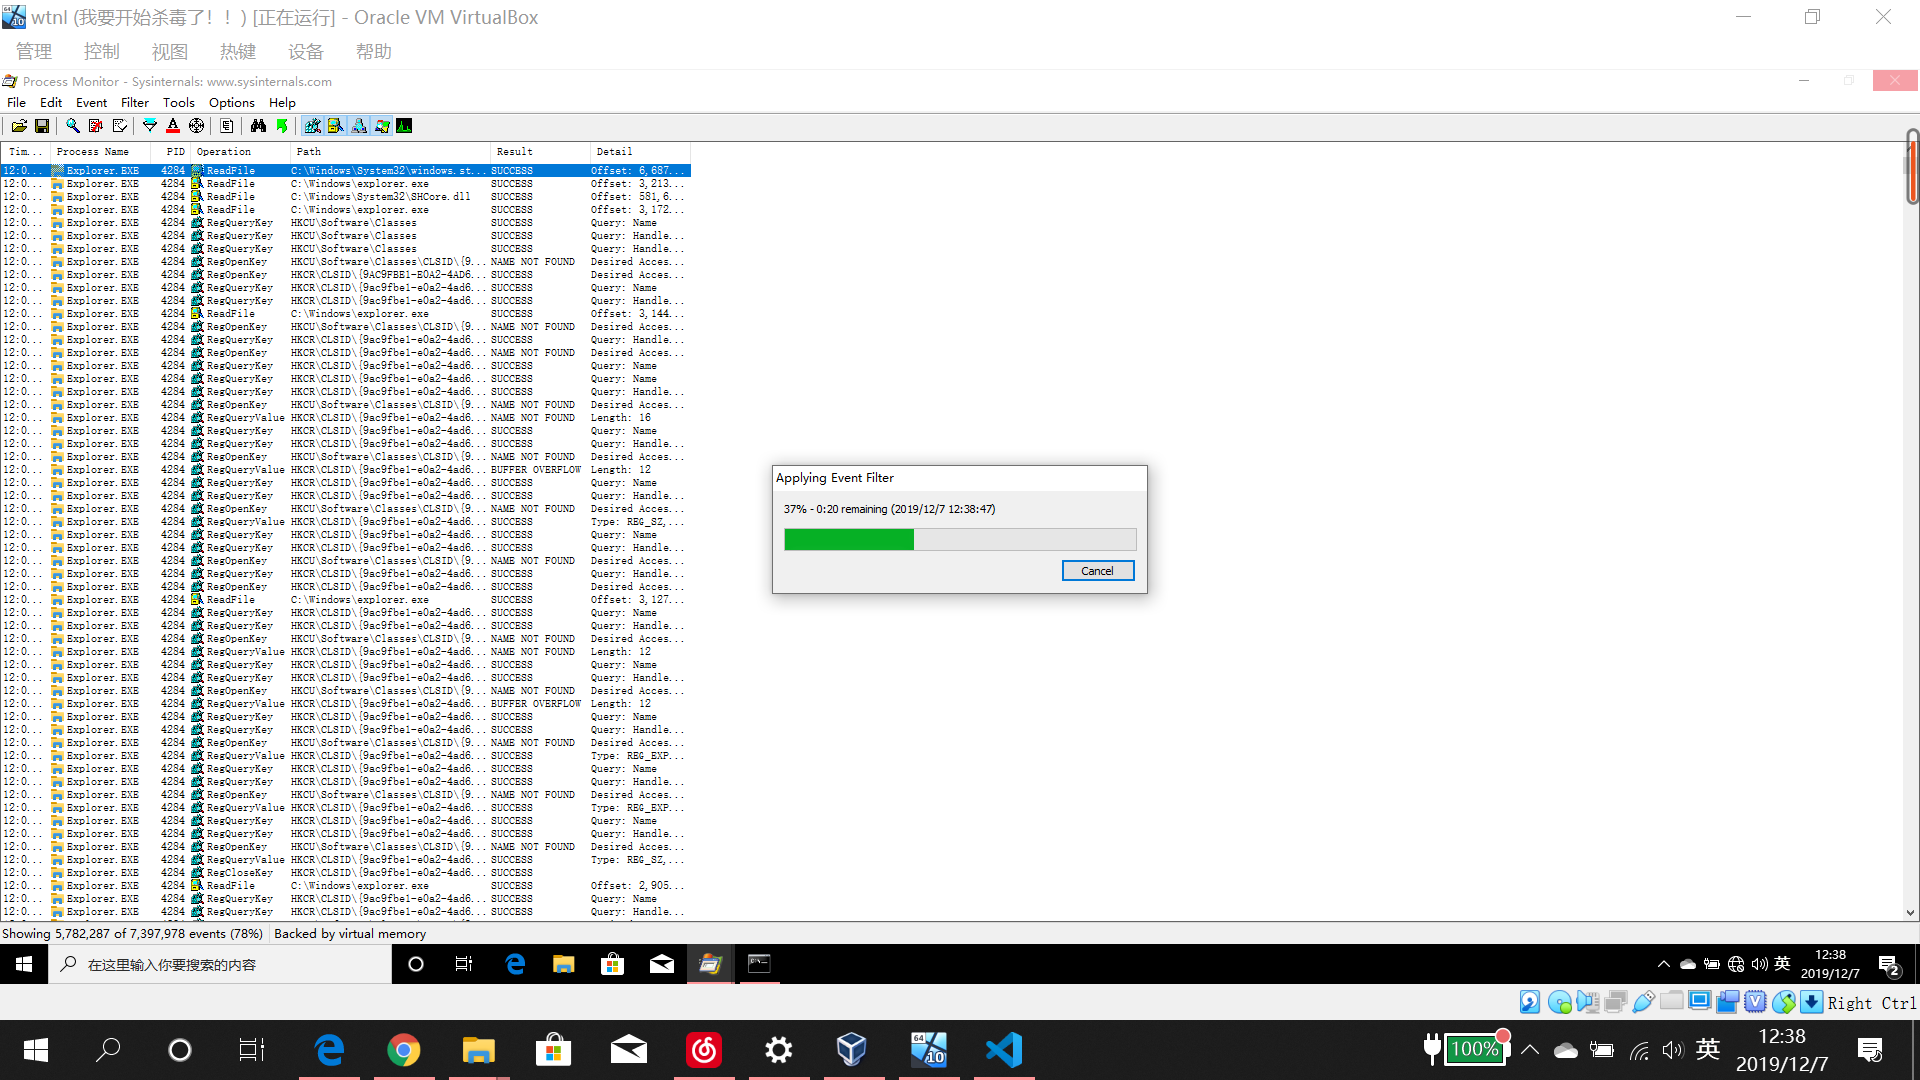 wtnl (我要开始杀毒了！！) [正在运行] - Oracle VM VirtualBox
管理 控制 视图 热键 设备 帮助
Process Monitor - Sysinternals: www.sysinternals.com
File Edit Event Filter Tools Options Help
Tim... Process Name PID Operation Path Result Detail
12:0... Explorer.EXE 4284 ReadFile C:\Windows\System32\windows.st... SUCCESS Offset: 6,687...
12:0... Explorer.EXE 4284 ReadFile C:\Windows\explorer.exe SUCCESS Offset: 3,213...
12:0... Explorer.EXE 4284 ReadFile C:\Windows\System32\SHCore.dll SUCCESS Offset: 581,6...
12:0... Explorer.EXE 4284 ReadFile C:\Windows\explorer.exe SUCCESS Offset: 3,172...
12:0... Explorer.EXE 4284 RegQueryKey HKCU\Software\Classes SUCCESS Query: Name
12:0... Explorer.EXE 4284 RegQueryKey HKCU\Software\Classes SUCCESS Query: Handle...
12:0... Explorer.EXE 4284 RegQueryKey HKCU\Software\Classes SUCCESS Query: Handle...
12:0... Explorer.EXE 4284 RegOpenKey HKCU\Software\Classes\CLSID\{9... NAME NOT FOUND Desired Acces...
12:0... Explorer.EXE 4284 RegOpenKey HKCR\CLSID\{9AC9FBE1-E0A2-4AD6... SUCCESS Desired Acces...
12:0... Explorer.EXE 4284 RegQueryKey HKCR\CLSID\{9ac9fbe1-e0a2-4ad6... SUCCESS Query: Name
12:0... Explorer.EXE 4284 RegQueryKey HKCR\CLSID\{9ac9fbe1-e0a2-4ad6... SUCCESS Query: Handle...
12:0... Explorer.EXE 4284 ReadFile C:\Windows\explorer.exe SUCCESS Offset: 3,144...
12:0... Explorer.EXE 4284 RegOpenKey HKCU\Software\Classes\CLSID\{9... NAME NOT FOUND Desired Acces...
12:0... Explorer.EXE 4284 RegQueryKey HKCR\CLSID\{9ac9fbe1-e0a2-4ad6... SUCCESS Query: Handle...
12:0... Explorer.EXE 4284 RegOpenKey HKCR\CLSID\{9ac9fbe1-e0a2-4ad6... NAME NOT FOUND Desired Acces...
12:0... Explorer.EXE 4284 RegQueryKey HKCR\CLSID\{9ac9fbe1-e0a2-4ad6... SUCCESS Query: Name
12:0... Explorer.EXE 4284 RegQueryKey HKCR\CLSID\{9ac9fbe1-e0a2-4ad6... SUCCESS Query: Name
12:0... Explorer.EXE 4284 RegQueryKey HKCR\CLSID\{9ac9fbe1-e0a2-4ad6... SUCCESS Query: Handle...
12:0... Explorer.EXE 4284 RegOpenKey HKCU\Software\Classes\CLSID\{9... NAME NOT FOUND Desired Acces...
12:0... Explorer.EXE 4284 RegQueryValue HKCR\CLSID\{9ac9fbe1-e0a2-4ad6... NAME NOT FOUND Length: 16
12:0... Explorer.EXE 4284 RegQueryKey HKCR\CLSID\{9ac9fbe1-e0a2-4ad6... SUCCESS Query: Name
12:0... Explorer.EXE 4284 RegQueryKey HKCR\CLSID\{9ac9fbe1-e0a2-4ad6... SUCCESS Query: Handle...
12:0... Explorer.EXE 4284 RegOpenKey HKCU\Software\Classes\CLSID\{9... NAME NOT FOUND Desired Acces...
12:0... Explorer.EXE 4284 RegQueryValue HKCR\CLSID\{9ac9fbe1-e0a2-4ad6... BUFFER OVERFLOW Length: 12
12:0... Explorer.EXE 4284 RegQueryKey HKCR\CLSID\{9ac9fbe1-e0a2-4ad6... SUCCESS Query: Name
12:0... Explorer.EXE 4284 RegQueryKey HKCR\CLSID\{9ac9fbe1-e0a2-4ad6... SUCCESS Query: Handle...
12:0... Explorer.EXE 4284 RegOpenKey HKCU\Software\Classes\CLSID\{9... NAME NOT FOUND Desired Acces...
12:0... Explorer.EXE 4284 RegQueryValue HKCR\CLSID\{9ac9fbe1-e0a2-4ad6... SUCCESS Type: REG_SZ,...
12:0... Explorer.EXE 4284 RegQueryKey HKCR\CLSID\{9ac9fbe1-e0a2-4ad6... SUCCESS Query: Name
12:0... Explorer.EXE 4284 RegQueryKey HKCR\CLSID\{9ac9fbe1-e0a2-4ad6... SUCCESS Query: Handle...
12:0... Explorer.EXE 4284 RegOpenKey HKCU\Software\Classes\CLSID\{9... NAME NOT FOUND Desired Acces...
12:0... Explorer.EXE 4284 RegQueryKey HKCR\CLSID\{9ac9fbe1-e0a2-4ad6... SUCCESS Query: Handle...
12:0... Explorer.EXE 4284 RegOpenKey HKCR\CLSID\{9ac9fbe1-e0a2-4ad6... SUCCESS Desired Acces...
12:0... Explorer.EXE 4284 ReadFile C:\Windows\explorer.exe SUCCESS Offset: 3,127...
12:0... Explorer.EXE 4284 RegQueryKey HKCR\CLSID\{9ac9fbe1-e0a2-4ad6... SUCCESS Query: Name
12:0... Explorer.EXE 4284 RegQueryKey HKCR\CLSID\{9ac9fbe1-e0a2-4ad6... SUCCESS Query: Handle...
12:0... Explorer.EXE 4284 RegOpenKey HKCU\Software\Classes\CLSID\{9... NAME NOT FOUND Desired Acces...
12:0... Explorer.EXE 4284 RegQueryValue HKCR\CLSID\{9ac9fbe1-e0a2-4ad6... NAME NOT FOUND Length: 12
12:0... Explorer.EXE 4284 RegQueryKey HKCR\CLSID\{9ac9fbe1-e0a2-4ad6... SUCCESS Query: Name
12:0... Explorer.EXE 4284 RegQueryKey HKCR\CLSID\{9ac9fbe1-e0a2-4ad6... SUCCESS Query: Handle...
12:0... Explorer.EXE 4284 RegOpenKey HKCU\Software\Classes\CLSID\{9... NAME NOT FOUND Desired Acces...
12:0... Explorer.EXE 4284 RegQueryValue HKCR\CLSID\{9ac9fbe1-e0a2-4ad6... BUFFER OVERFLOW Length: 12
12:0... Explorer.EXE 4284 RegQueryKey HKCR\CLSID\{9ac9fbe1-e0a2-4ad6... SUCCESS Query: Name
12:0... Explorer.EXE 4284 RegQueryKey HKCR\CLSID\{9ac9fbe1-e0a2-4ad6... SUCCESS Query: Handle...
12:0... Explorer.EXE 4284 RegOpenKey HKCU\Software\Classes\CLSID\{9... NAME NOT FOUND Desired Acces...
12:0... Explorer.EXE 4284 RegQueryValue HKCR\CLSID\{9ac9fbe1-e0a2-4ad6... SUCCESS Type: REG_EXP...
12:0... Explorer.EXE 4284 RegQueryKey HKCR\CLSID\{9ac9fbe1-e0a2-4ad6... SUCCESS Query: Name
12:0... Explorer.EXE 4284 RegQueryKey HKCR\CLSID\{9ac9fbe1-e0a2-4ad6... SUCCESS Query: Handle...
12:0... Explorer.EXE 4284 RegOpenKey HKCU\Software\Classes\CLSID\{9... NAME NOT FOUND Desired Acces...
12:0... Explorer.EXE 4284 RegQueryValue HKCR\CLSID\{9ac9fbe1-e0a2-4ad6... SUCCESS Type: REG_EXP...
12:0... Explorer.EXE 4284 RegQueryKey HKCR\CLSID\{9ac9fbe1-e0a2-4ad6... SUCCESS Query: Name
12:0... Explorer.EXE 4284 RegQueryKey HKCR\CLSID\{9ac9fbe1-e0a2-4ad6... SUCCESS Query: Handle...
12:0... Explorer.EXE 4284 RegOpenKey HKCU\Software\Classes\CLSID\{9... NAME NOT FOUND Desired Acces...
12:0... Explorer.EXE 4284 RegQueryValue HKCR\CLSID\{9ac9fbe1-e0a2-4ad6... SUCCESS Type: REG_SZ,...
12:0... Explorer.EXE 4284 RegCloseKey HKCR\CLSID\{9ac9fbe1-e0a2-4ad6... SUCCESS
12:0... Explorer.EXE 4284 ReadFile C:\Windows\explorer.exe SUCCESS Offset: 2,905...
12:0... Explorer.EXE 4284 RegQueryKey HKCR\CLSID\{9ac9fbe1-e0a2-4ad6... SUCCESS Query: Name
12:0... Explorer.EXE 4284 RegQueryKey HKCR\CLSID\{9ac9fbe1-e0a2-4ad6... SUCCESS Query: Handle...
Applying Event Filter
37% - 0:20 remaining (2019/12/7 12:38:47)
Cancel
Showing 5,782,287 of 7,397,978 events (78%) Backed by virtual memory
在这里输入你要搜索的内容
英
12:38
2019/12/7
2
Right Ctrl
64
10
100%
英
12:38
2019/12/7